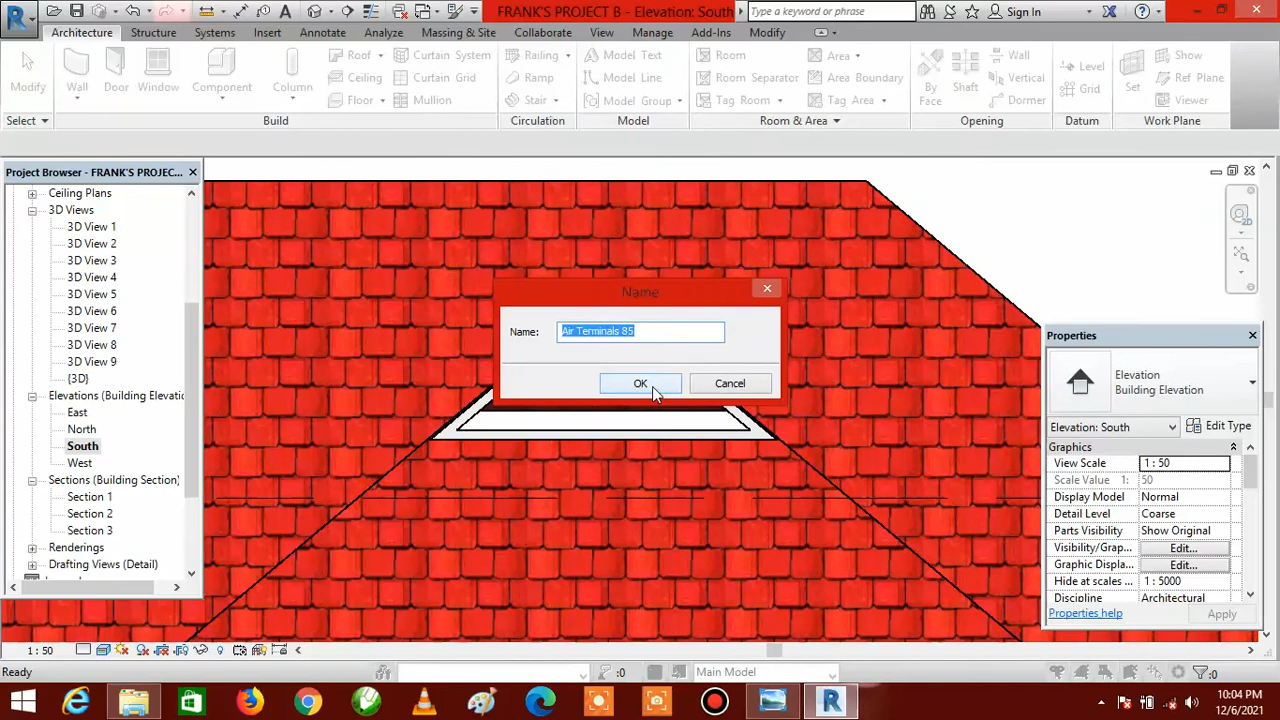 FRANK'S PROJECT B - Elevation: South
Type a keyword or phrase
Sign In
Architecture
Structure
Systems
Insert
Annotate
Analyze
Massing & Site
Collaborate
View
Manage
Add-Ins
Modify
Modify
Wall
Door
Window
Component
Column
Roof
Ceiling
Floor
Curtain System
Curtain Grid
Mullion
Railing
Ramp
Stair
Model Text
Model Line
Model Group
Room
Room Separator
Tag Room
Area
Area Boundary
Tag Area
By
Face
Shaft
Wall
Vertical
Dormer
Level
Grid
Set
Show
Ref Plane
Viewer
Select
Build
Circulation
Model
Room & Area
Opening
Datum
Work Plane
Project Browser - FRANK'S PROJEC...
Ceiling Plans
3D Views
3D View 1
3D View 2
3D View 3
3D View 4
3D View 5
3D View 6
3D View 7
3D View 8
3D View 9
{3D}
Elevations (Building Elevatio
East
North
South
West
Sections (Building Section)
Section 1
Section 2
Section 3
Renderings
Drafting Views (Detail)
Name
Name:
Air Terminals 85
OK
Cancel
Properties
Elevation
Building Elevation
Elevation: South
Edit Type
Graphics
View Scale
1 : 50
Scale Value 1:
50
Display Model
Normal
Detail Level
Coarse
Parts Visibility
Show Original
Visibility/Grap...
Edit...
Graphic Displa...
Edit...
Hide at scales ...
1 : 5000
Discipline
Architectural
Properties help
Apply
1 : 50
Ready
:0
Main Model
:0
10:04 PM
12/6/2021